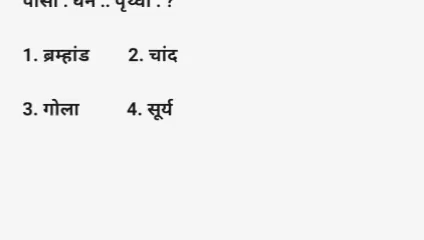 पासा : घन :: पृथ्वी : ?
1. ब्रम्हांड 2. चांद
3. गोला 4. सूर्य